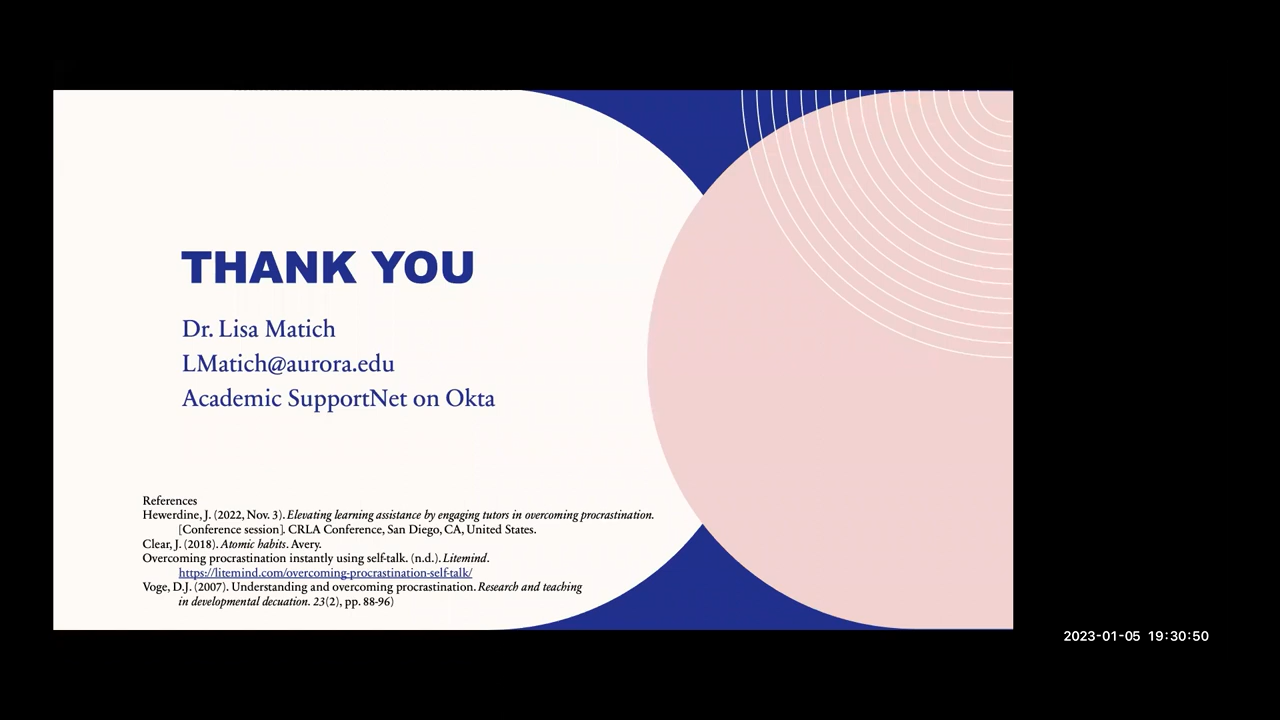 THANK YOU
Dr. Lisa Matich
LMatich@aurora.edu
Academic SupportNet on Okta
References
Hewerdine, J. (2022, Nov. 3). Elevating learning assistance by engaging tutors in overcoming procrastination.
[Conference session]. CRLA Conference, San Diego, CA, United States.
Clear, J. (2018). Atomic habits. Avery.
Overcoming procrastination instantly using self-talk. (n.d.). Litemind.
https://litemind.com/overcoming-procrastination-self-talk/
Voge, D.J. (2007). Understanding and overcoming procrastination. Research and teaching
in developmental decuation. 23(2), pp. 88-96)
2023-01-05 19:30:50